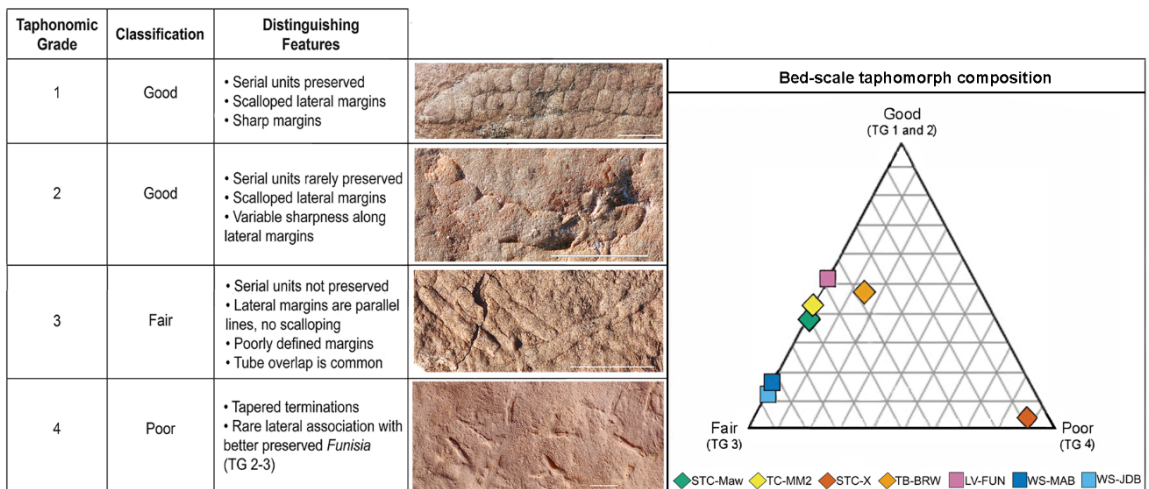 Taphonomic
Grade
Classification
Distinguishing
Features
1
Good
• Serial units preserved
• Scalloped lateral margins
• Sharp margins
2
Good
• Serial units rarely preserved
• Scalloped lateral margins
• Variable sharpness along
lateral margins
3
Fair
• Serial units not preserved
• Lateral margins are parallel
lines, no scalloping
• Poorly defined margins
• Tube overlap is common
4
Poor
• Tapered terminations
• Rare lateral association with
better preserved Funisia
(TG 2-3)
Bed-scale taphomorph composition
Good
(TG 1 and 2)
Fair
(TG 3)
Poor
(TG 4)
STC-Maw TC-MM2 STC-X TB-BRW LV-FUN WS-MAB WS-JDB